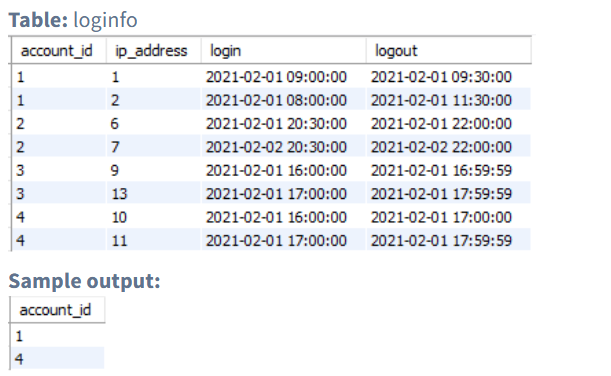 Table: loginfo
account_id ip_address login logout
1 1 2021-02-01 09:00:00 2021-02-01 09:30:00
1 2 2021-02-01 08:00:00 2021-02-01 11:30:00
2 6 2021-02-01 20:30:00 2021-02-01 22:00:00
2 7 2021-02-02 20:30:00 2021-02-02 22:00:00
3 9 2021-02-01 16:00:00 2021-02-01 16:59:59
3 13 2021-02-01 17:00:00 2021-02-01 17:59:59
4 10 2021-02-01 16:00:00 2021-02-01 17:00:00
4 11 2021-02-01 17:00:00 2021-02-01 17:59:59
Sample output:
account_id
1
4